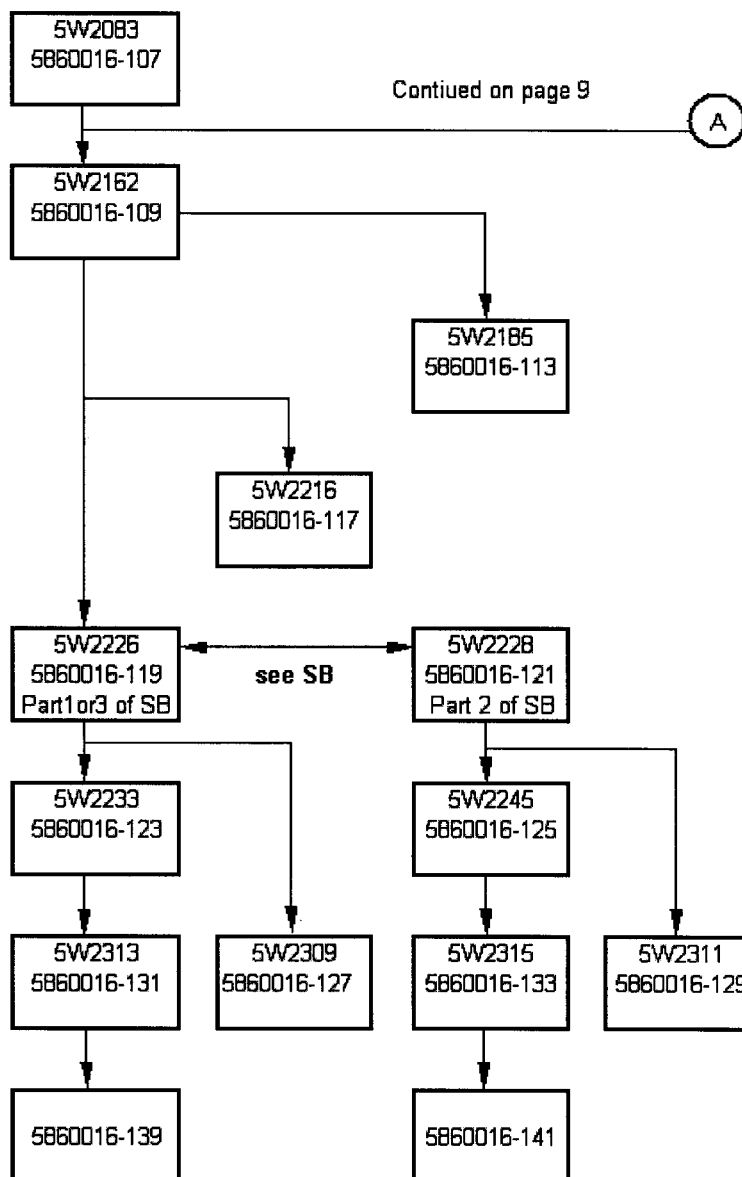 5W2083
5860016-107
Contiued on page 9
A
5W2162
5860016-109
5W2185
5860016-113
5W2216
5860016-117
5W2226
5860016-119
Part1or3 of SB
see SB
5W2228
5860016-121
Part 2 of SB
5W2233
5860016-123
5W2245
5860016-125
5W2313
5860016-131
5W2309
5860016-127
5W2315
5860016-133
5W2311
5860016-129
5860016-139
5860016-141